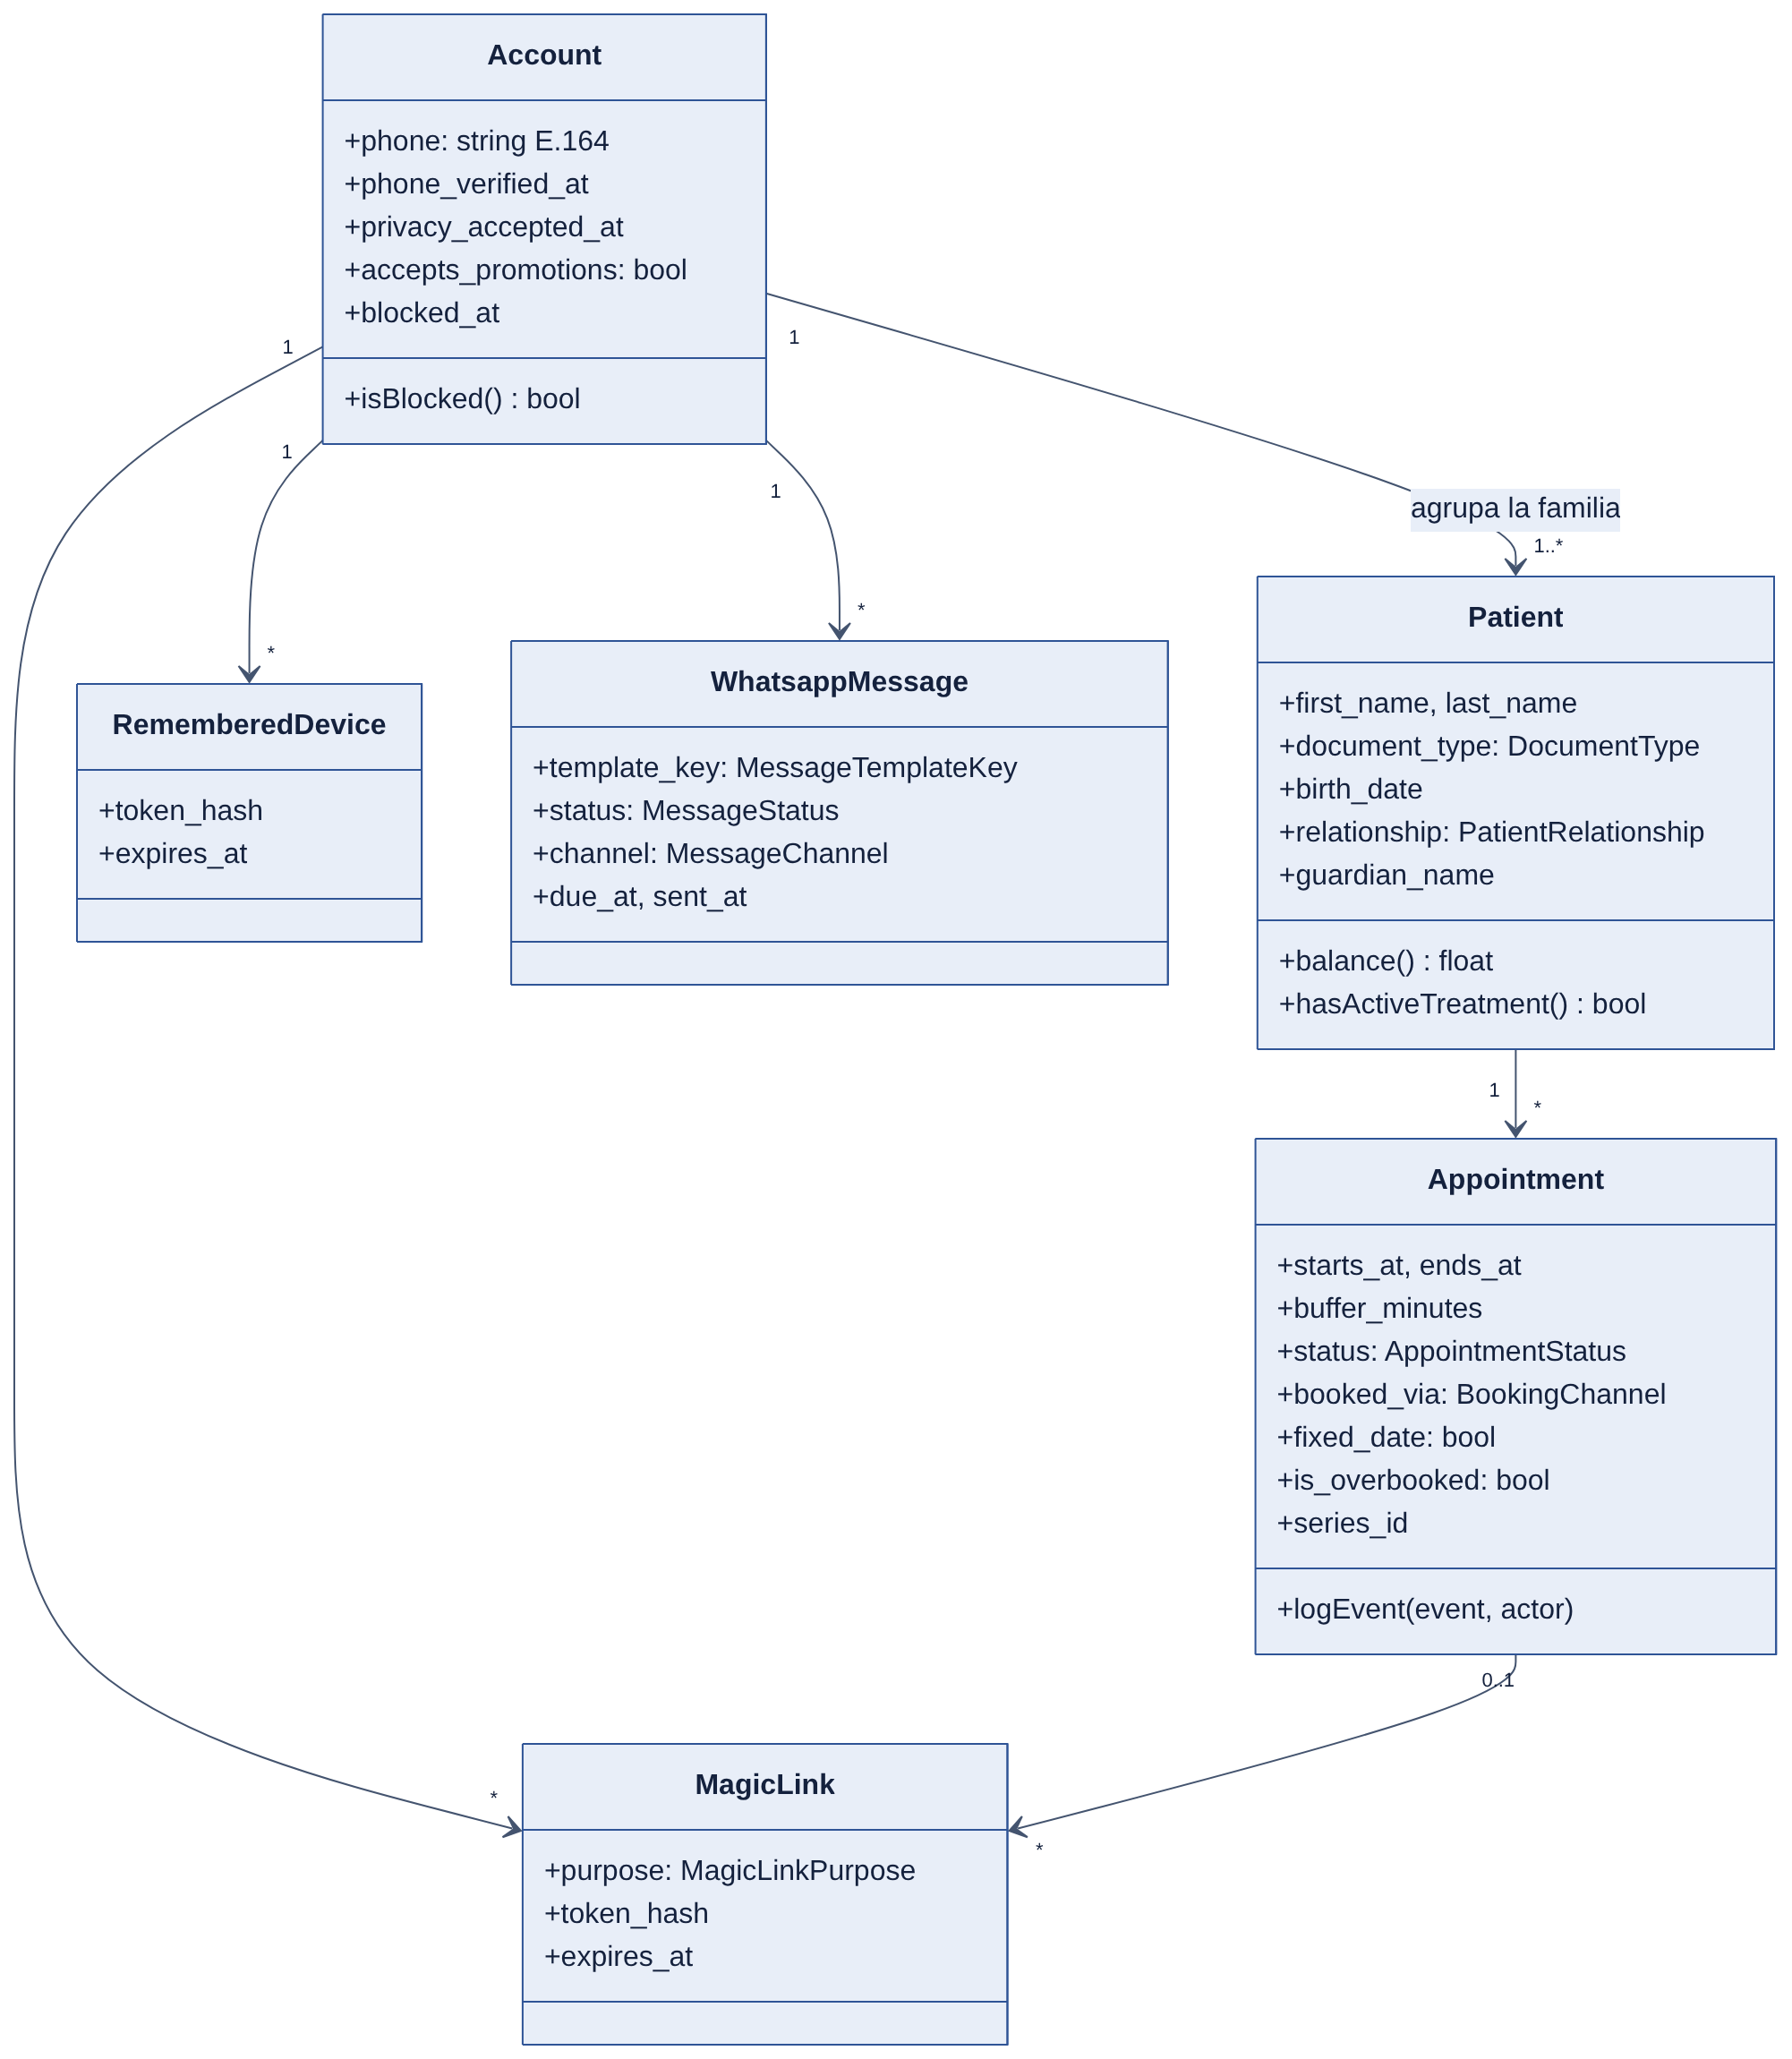 Account
+phone: string E.164
+phone_verified_at
+privacy_accepted_at
+accepts_promotions: bool
+blocked_at
+isBlocked() : bool
1
1
1
1
agrupa la familia
1..*
*
*
Patient
+first_name, last_name
+document_type: DocumentType
+birth_date
+relationship: PatientRelationship
+guardian_name
+balance() : float
+hasActiveTreatment() : bool
WhatsappMessage
+template_key: MessageTemplateKey
+status: MessageStatus
+channel: MessageChannel
+due_at, sent_at
RememberedDevice
+token_hash
+expires_at
1
*
Appointment
+starts_at, ends_at
+buffer_minutes
+status: AppointmentStatus
+booked_via: BookingChannel
+fixed_date: bool
+is_overbooked: bool
+series_id
+logEvent(event, actor)
0..1
*
*
MagicLink
+purpose: MagicLinkPurpose
+token_hash
+expires_at